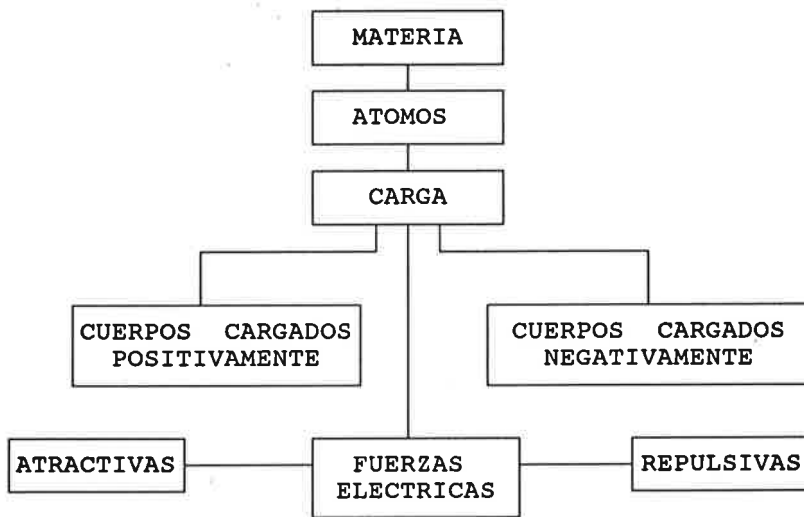 MATERIA
ATOMOS
CARGA
CUERPOS CARGADOS
POSITIVAMENTE
CUERPOS CARGADOS
NEGATIVAMENTE
ATRACTIVAS
FUERZAS
ELECTRICAS
REPULSIVAS